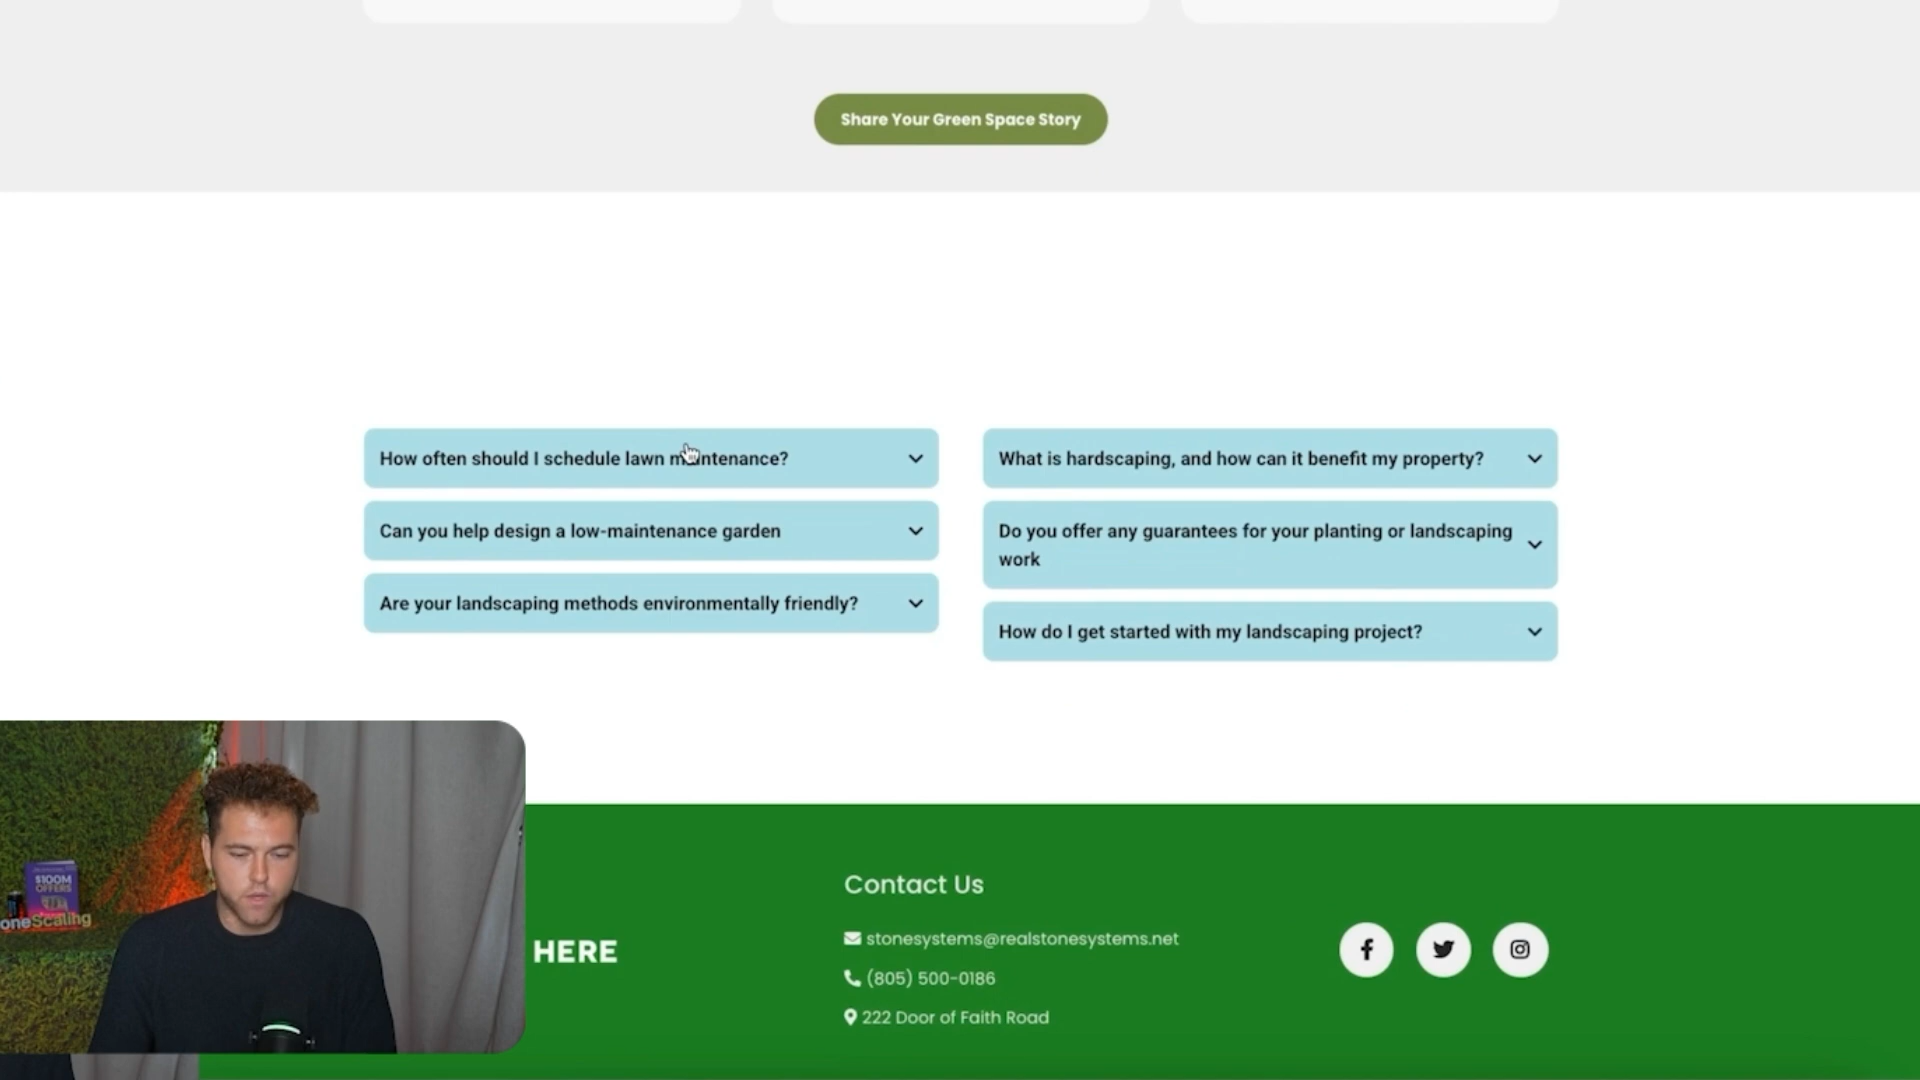 Share Your Green Space Story
How often should I schedule lawn maintenance?
Can you help design a low-maintenance garden
Are your landscaping methods environmentally friendly?
What is hardscaping, and how can it benefit my property?
Do you offer any guarantees for your planting or landscaping
work
How do I get started with my landscaping project?
$100M
OFFERS
oneScaling
HERE
Contact Us
stonesystems@realstonesystems.net
(805) 500-0186
222 Door of Faith Road